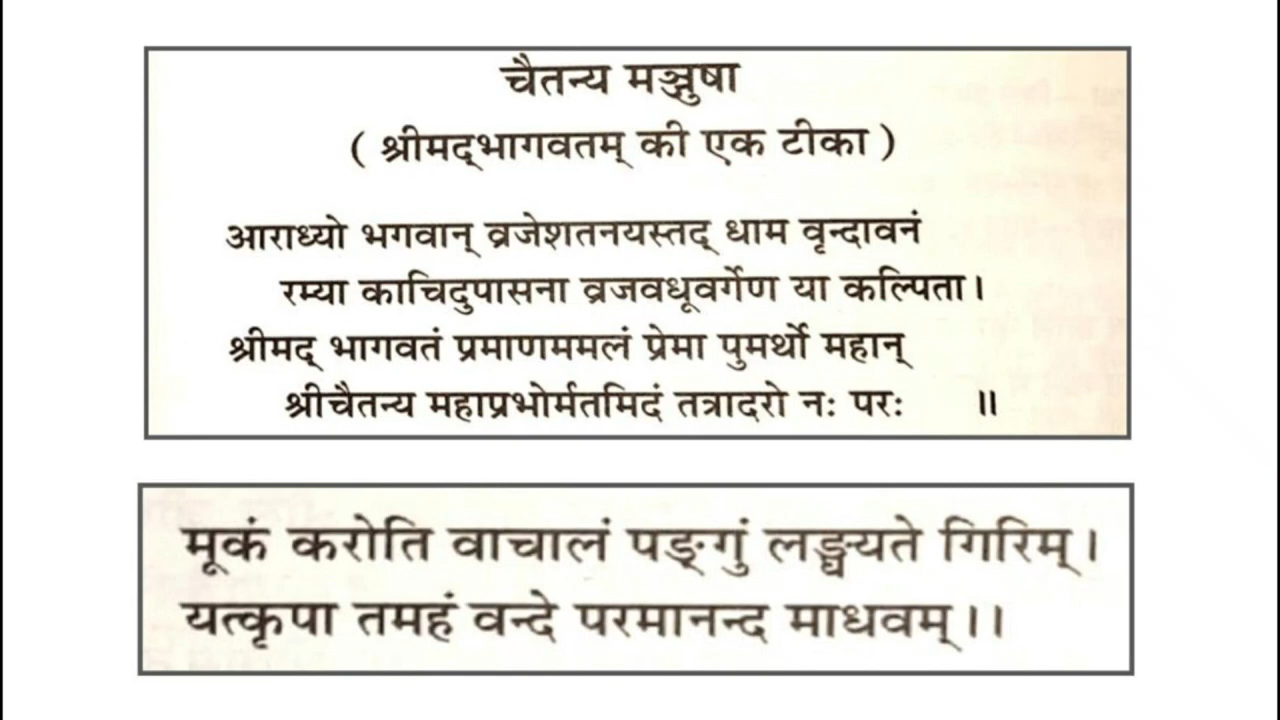 चैतन्य मञ्जुषा
( श्रीमद्‌भागवतम् की एक टीका )
आराध्यो भगवान् व्रजेशतनयस्तद् धाम वृन्दावनं
रम्या काचिदुपासना व्रजवधूवर्गेण या कल्पिता।
श्रीमद् भागवतं प्रमाणममलं प्रेमा पुमर्थो महान्
श्रीचैतन्य महाप्रभोर्मतमिदं तत्रादरो नः परः ॥
मूकं करोति वाचालं पङ्‌गुं लङ्घयते गिरिम्।
यत्कृपा तमहं वन्दे परमानन्द माधवम्।।